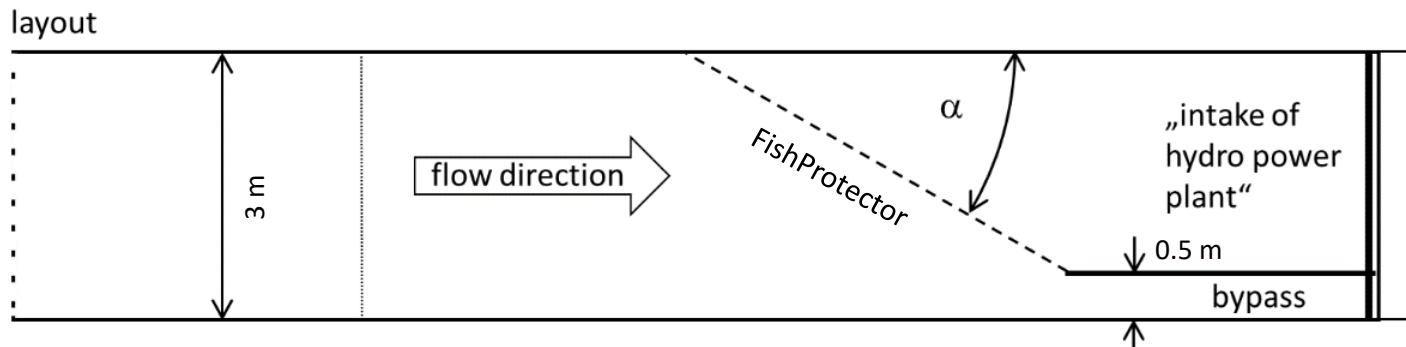 layout
3 m
flow direction
FishProtector
α
„intake of
hydro power
plant“
0.5 m
bypass